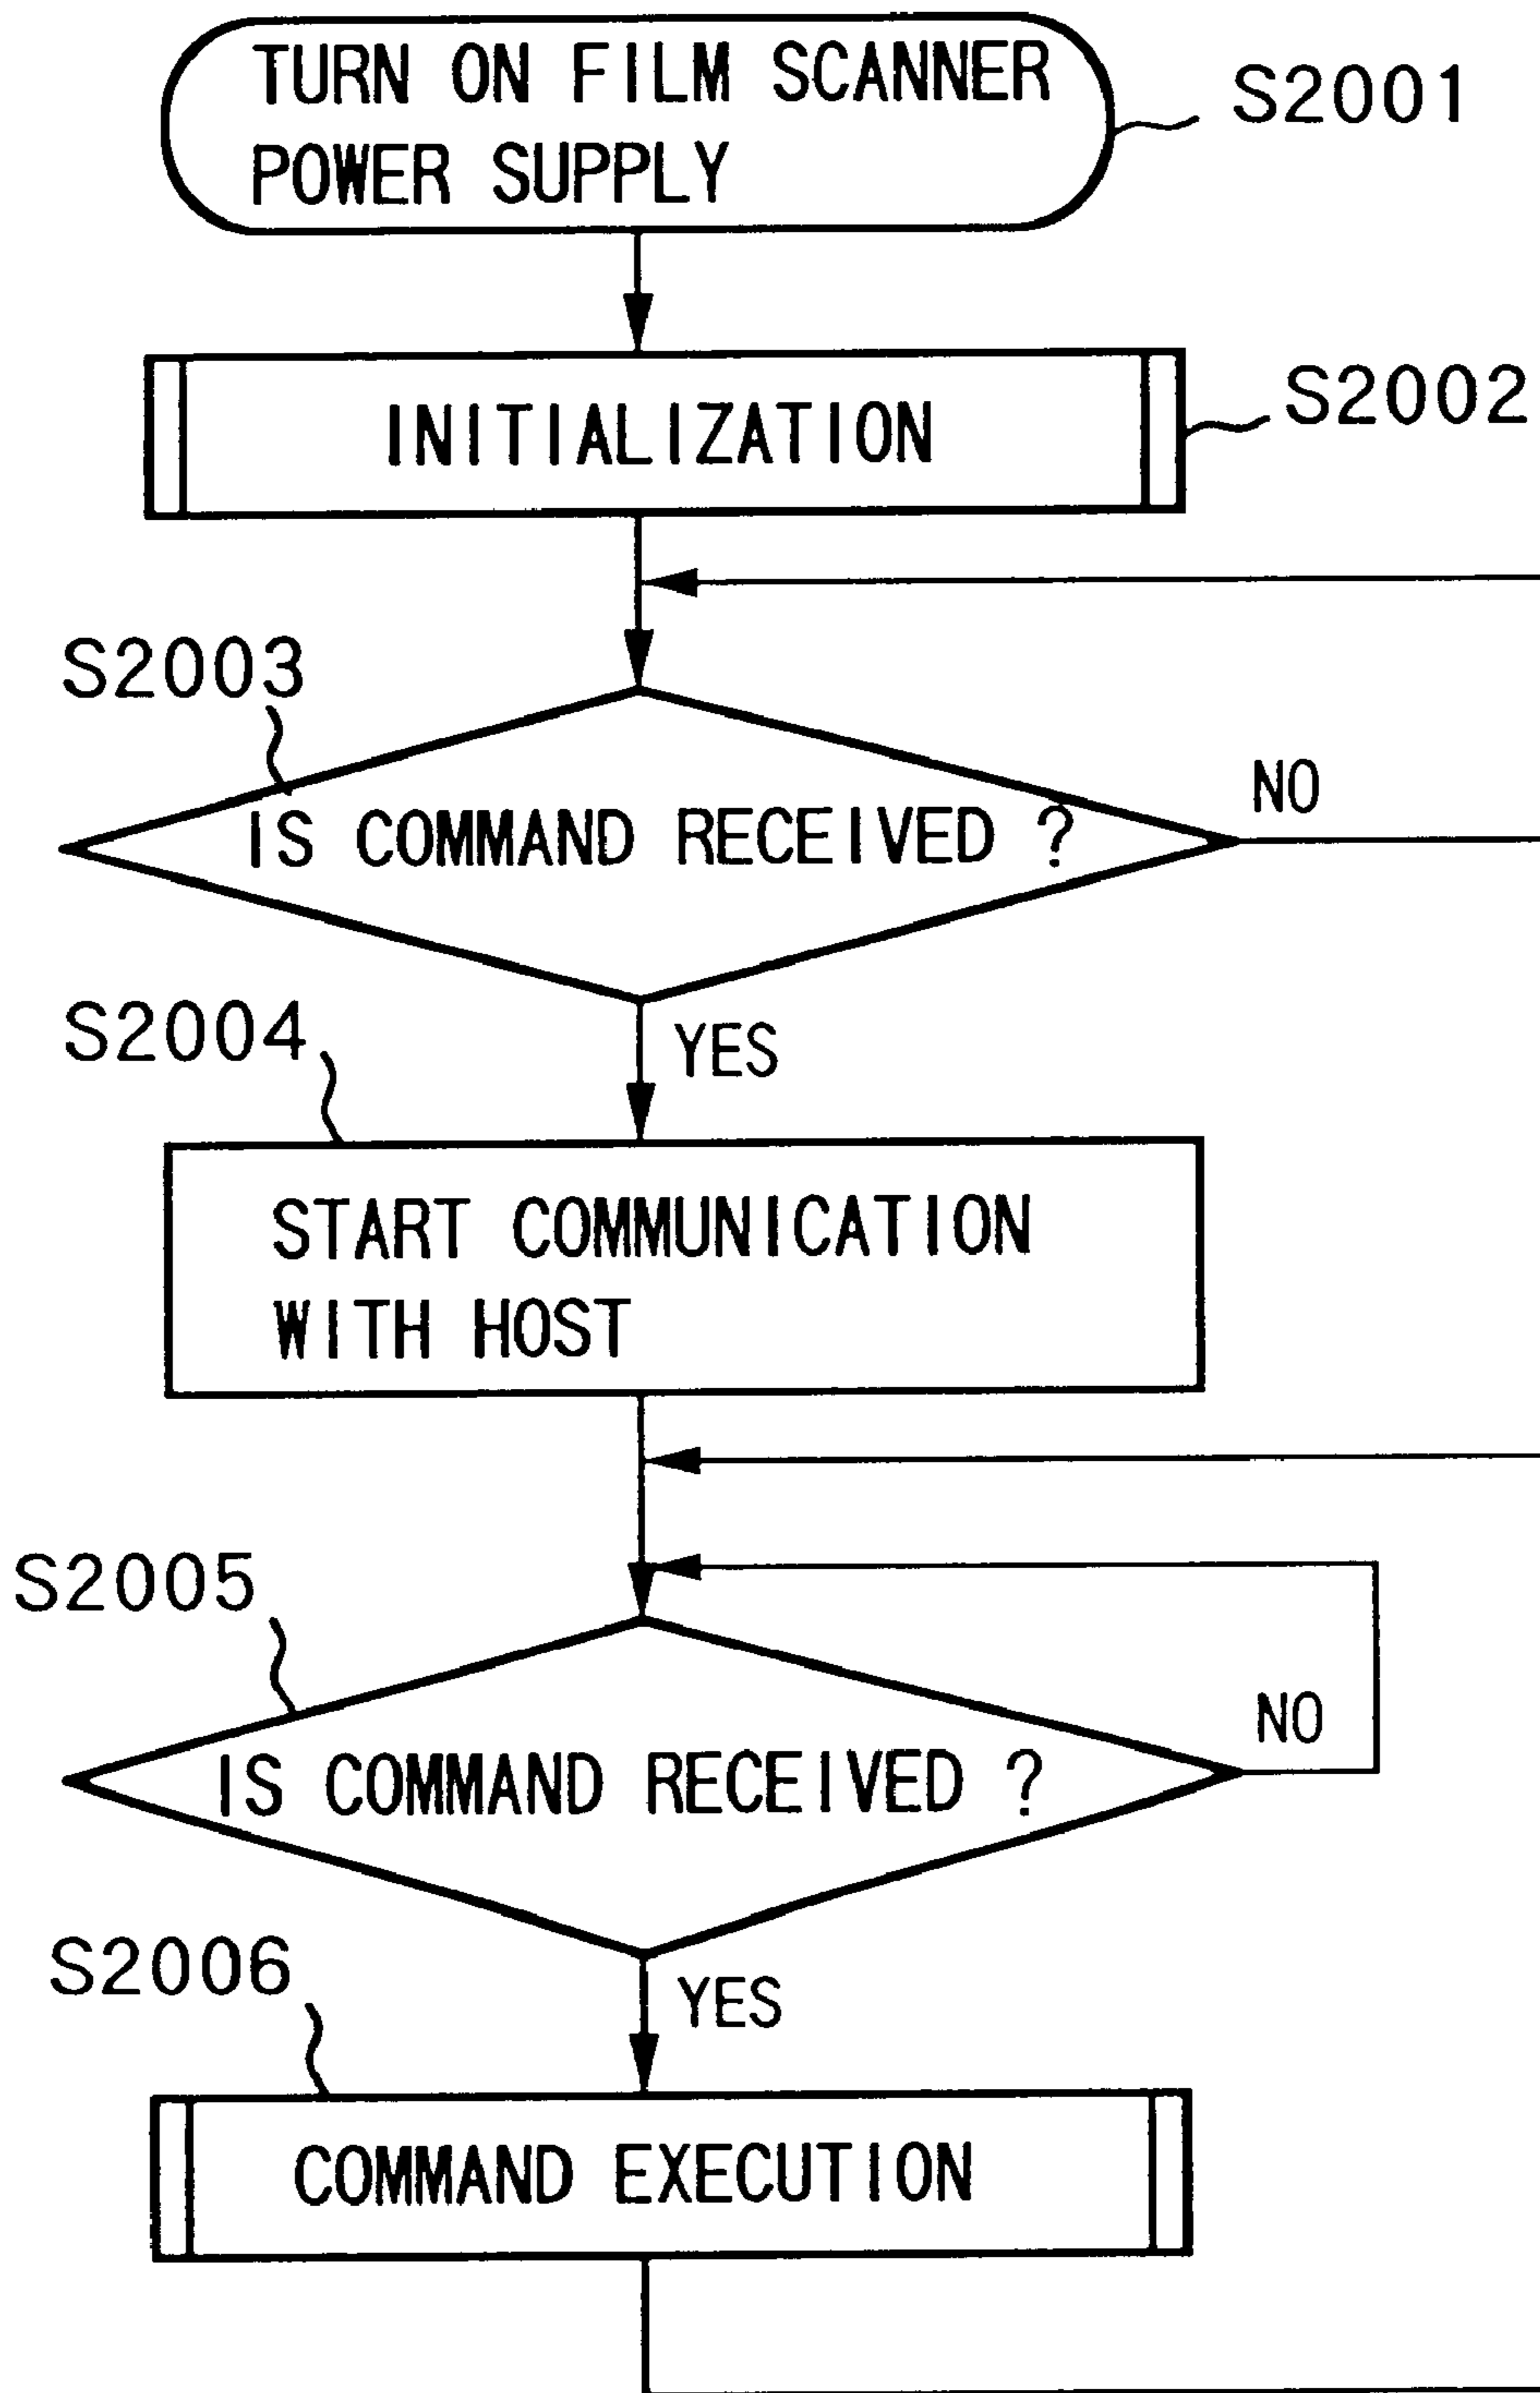 TURN ON FILM SCANNER
POWER SUPPLY
S2001
INITIALIZATION
S2002
S2003
IS COMMAND RECEIVED ?
NO
S2004
YES
START COMMUNICATION
WITH HOST
S2005
IS COMMAND RECEIVED ?
NO
S2006
YES
COMMAND EXECUTION